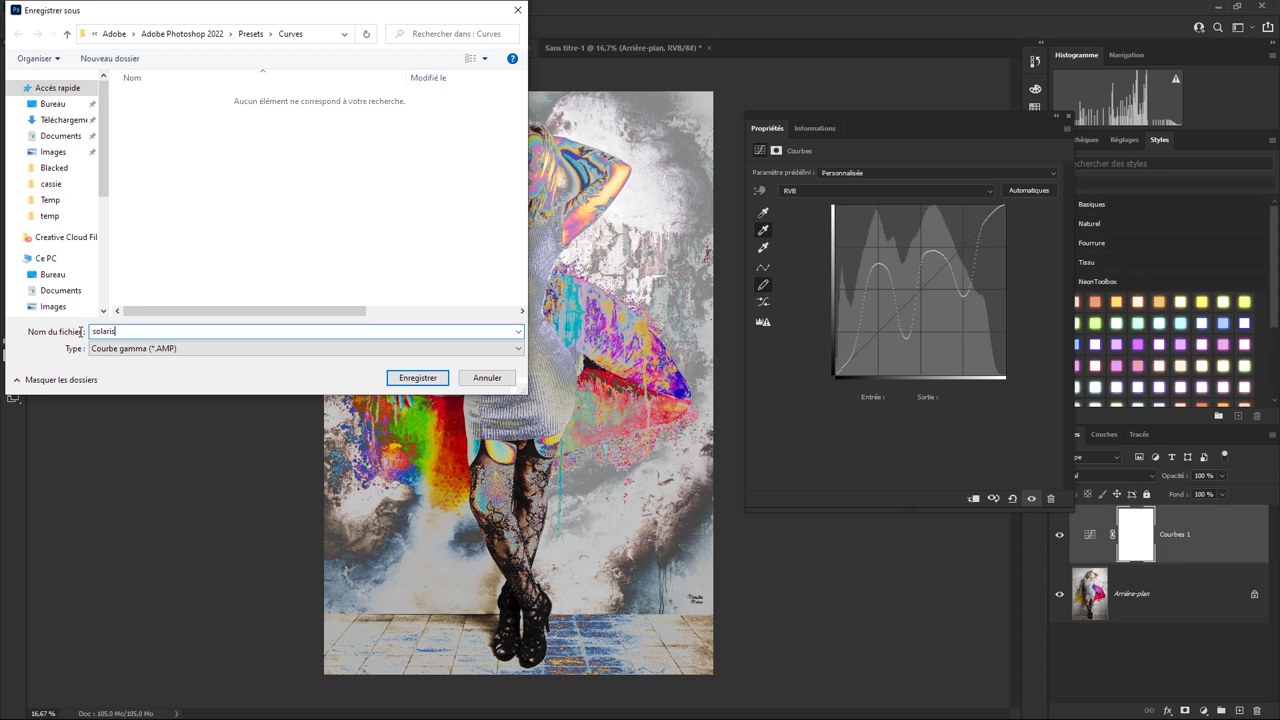 Enregistrer sous
Adobe > Adobe Photoshop 2022 > Presets > Curves
Rechercher dans : Curves
Organiser
Nouveau dossier
Nom
Modifié le
Aucun élément ne correspond à votre recherche.
Accès rapide
Bureau
Téléchargeme
Documents
Images
Blacked
cassie
Temp
temp
Creative Cloud Fil
Ce PC
Bureau
Documents
Images
Nom du fichier : solaris
Type : Courbe gamma (*.AMP)
Masquer les dossiers
Enregistrer
Annuler
Sans titre-1 @ 16,7% (Arrière-plan, RVB/8#) *
Histogramme
Navigation
Propriétés
Informations
Courbes
Paramètre prédéfini : Personnalisée
RVB
Automatiques
Entrée :
Sortie :
Réglages
Styles
hercher des styles
Basiques
Naturel
Fourrure
Tissu
NeonToolbox
Couches
Tracés
Opacité : 100 %
Fond : 100 %
Courbes 1
Arrière-plan
16,67 %
Doc : 105,0 Mo/105,0 Mo